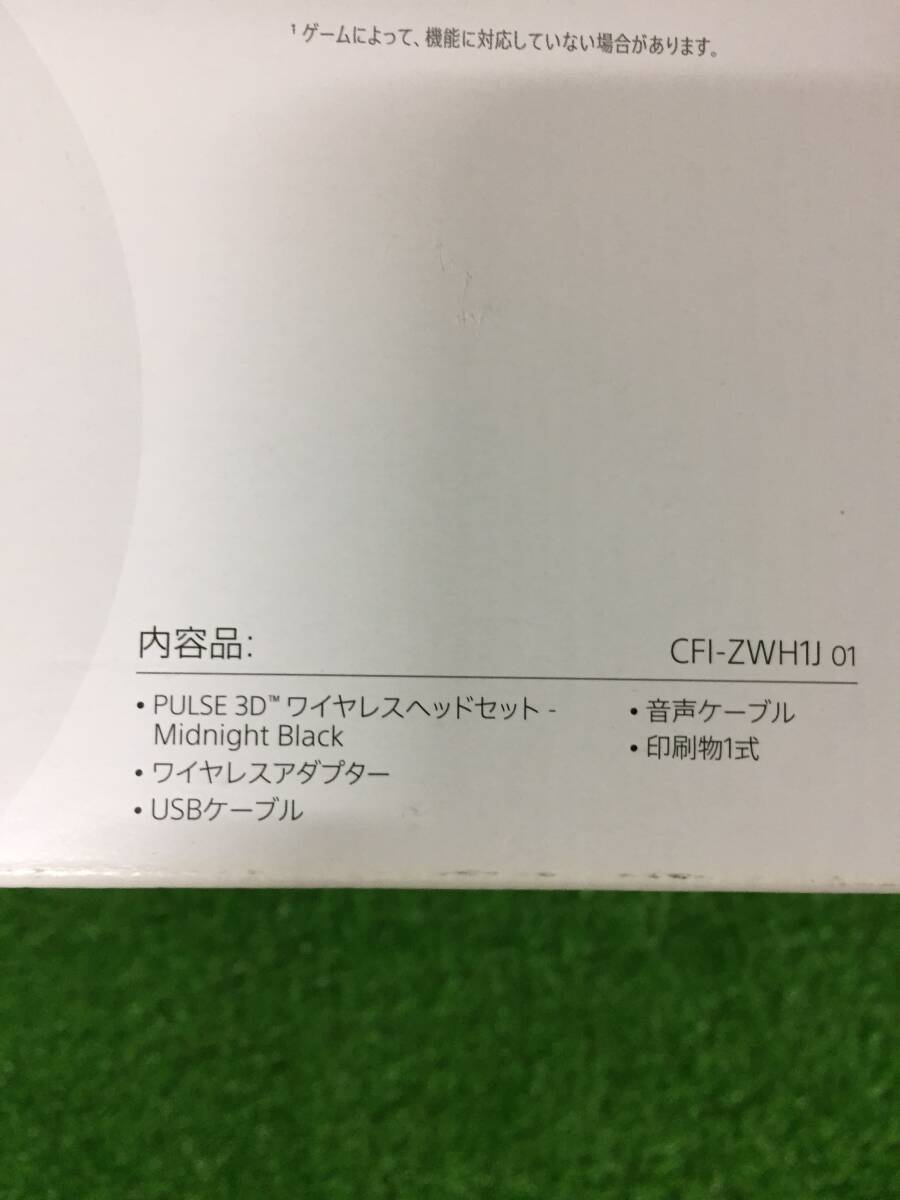 ¹ ゲームによって、機能に対応していない場合があります。
内容品:
CFI-ZWH1J 01
• PULSE 3D™ ワイヤレスヘッドセット -
Midnight Black
• ワイヤレスアダプター
• USBケーブル
• 音声ケーブル
• 印刷物1式